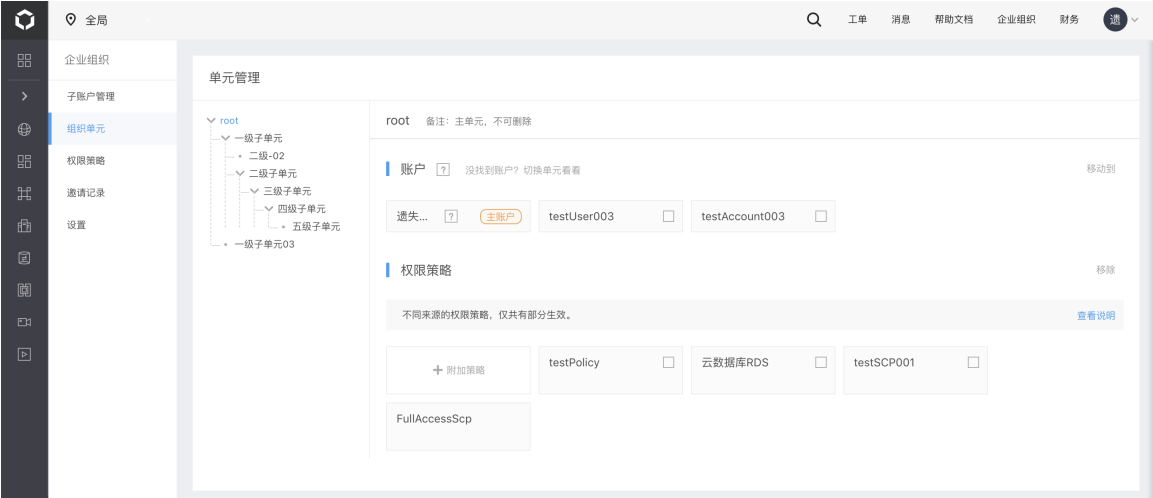 全局
工单 消息 帮助文档 企业组织 财务 遗
企业组织
子账户管理
组织单元
权限策略
邀请记录
设置
单元管理
root
一级子单元
二级-02
二级子单元
三级子单元
四级子单元
五级子单元
一级子单元03
root 备注：主单元，不可删除
账户 ? 没找到账户？切换单元看看 移动到
遗失... ? 主账户 testUser003 testAccount003
权限策略 移除
不同来源的权限策略，仅共有部分生效。 查看说明
附加策略 testPolicy 云数据库RDS testSCP001
FullAccessScp